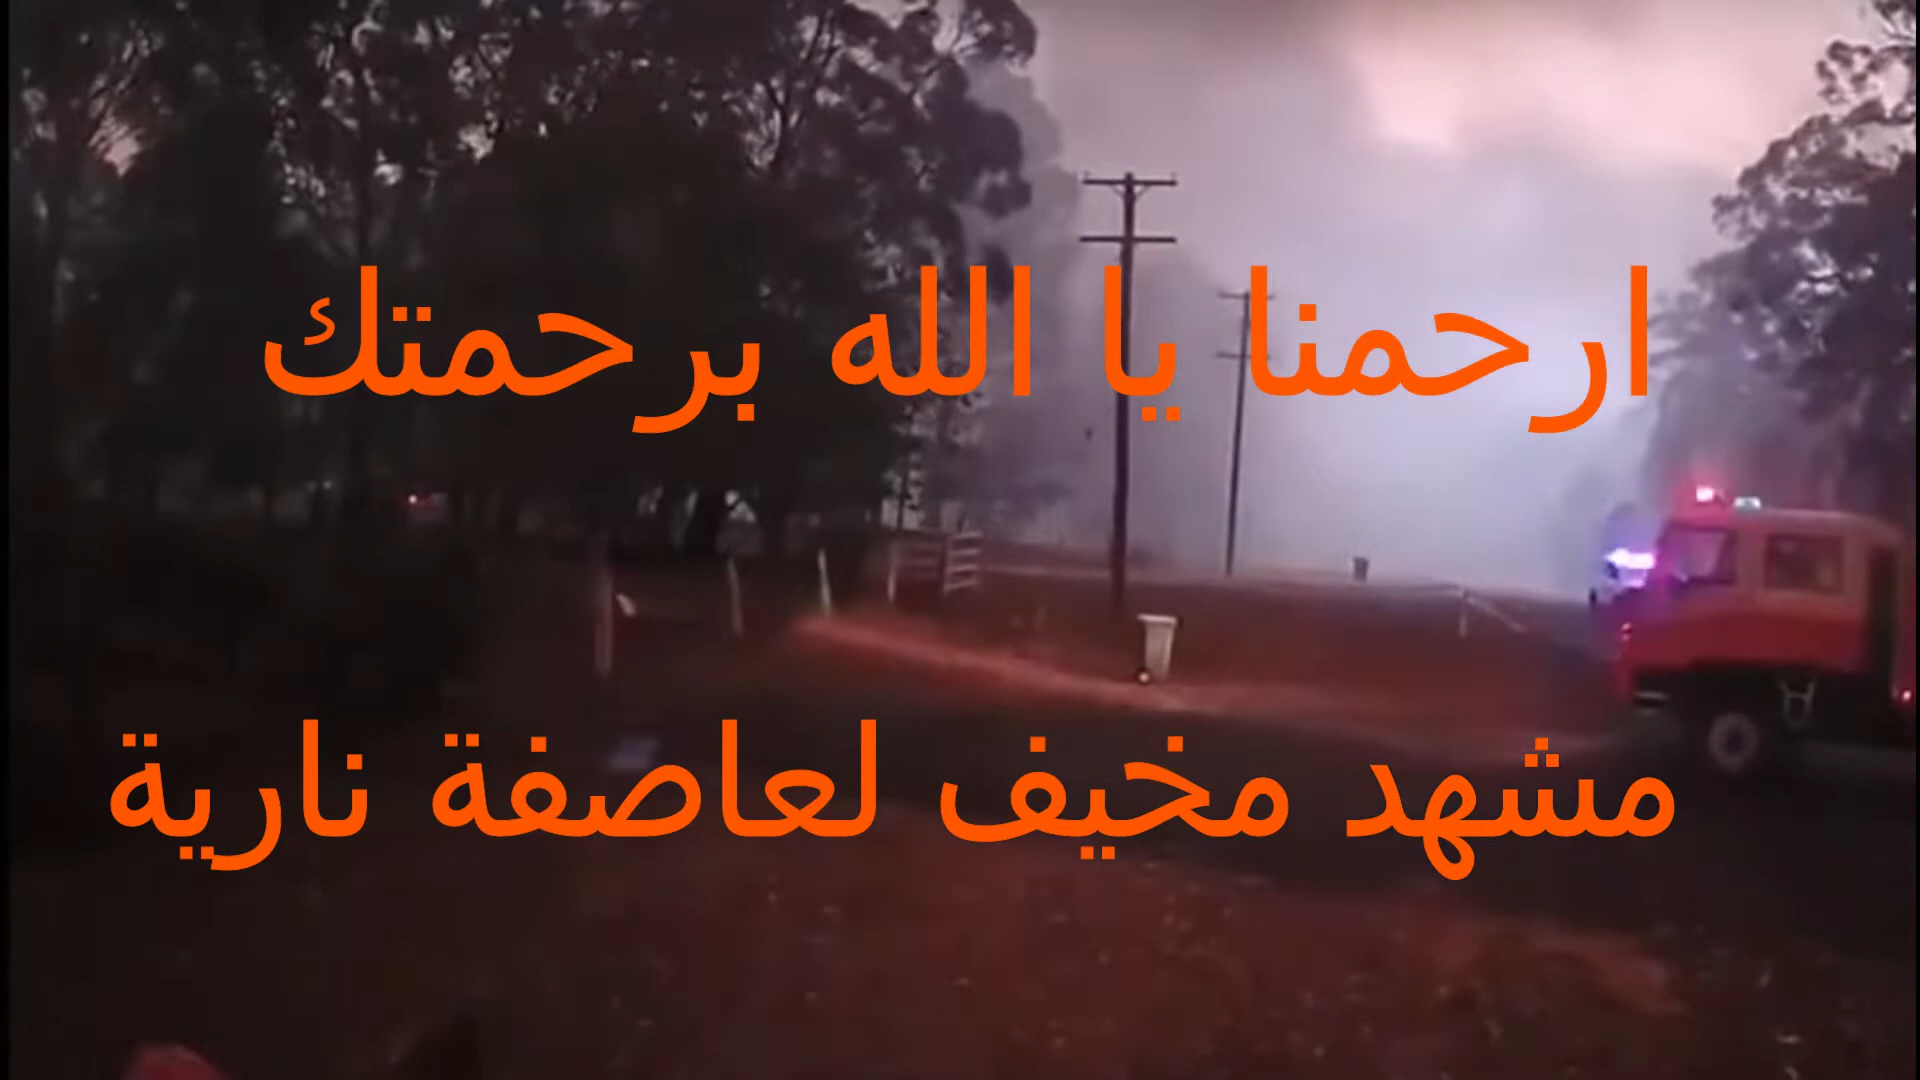 ارحمنا يا الله برحمتك
مشهد مخيف لعاصفة نارية